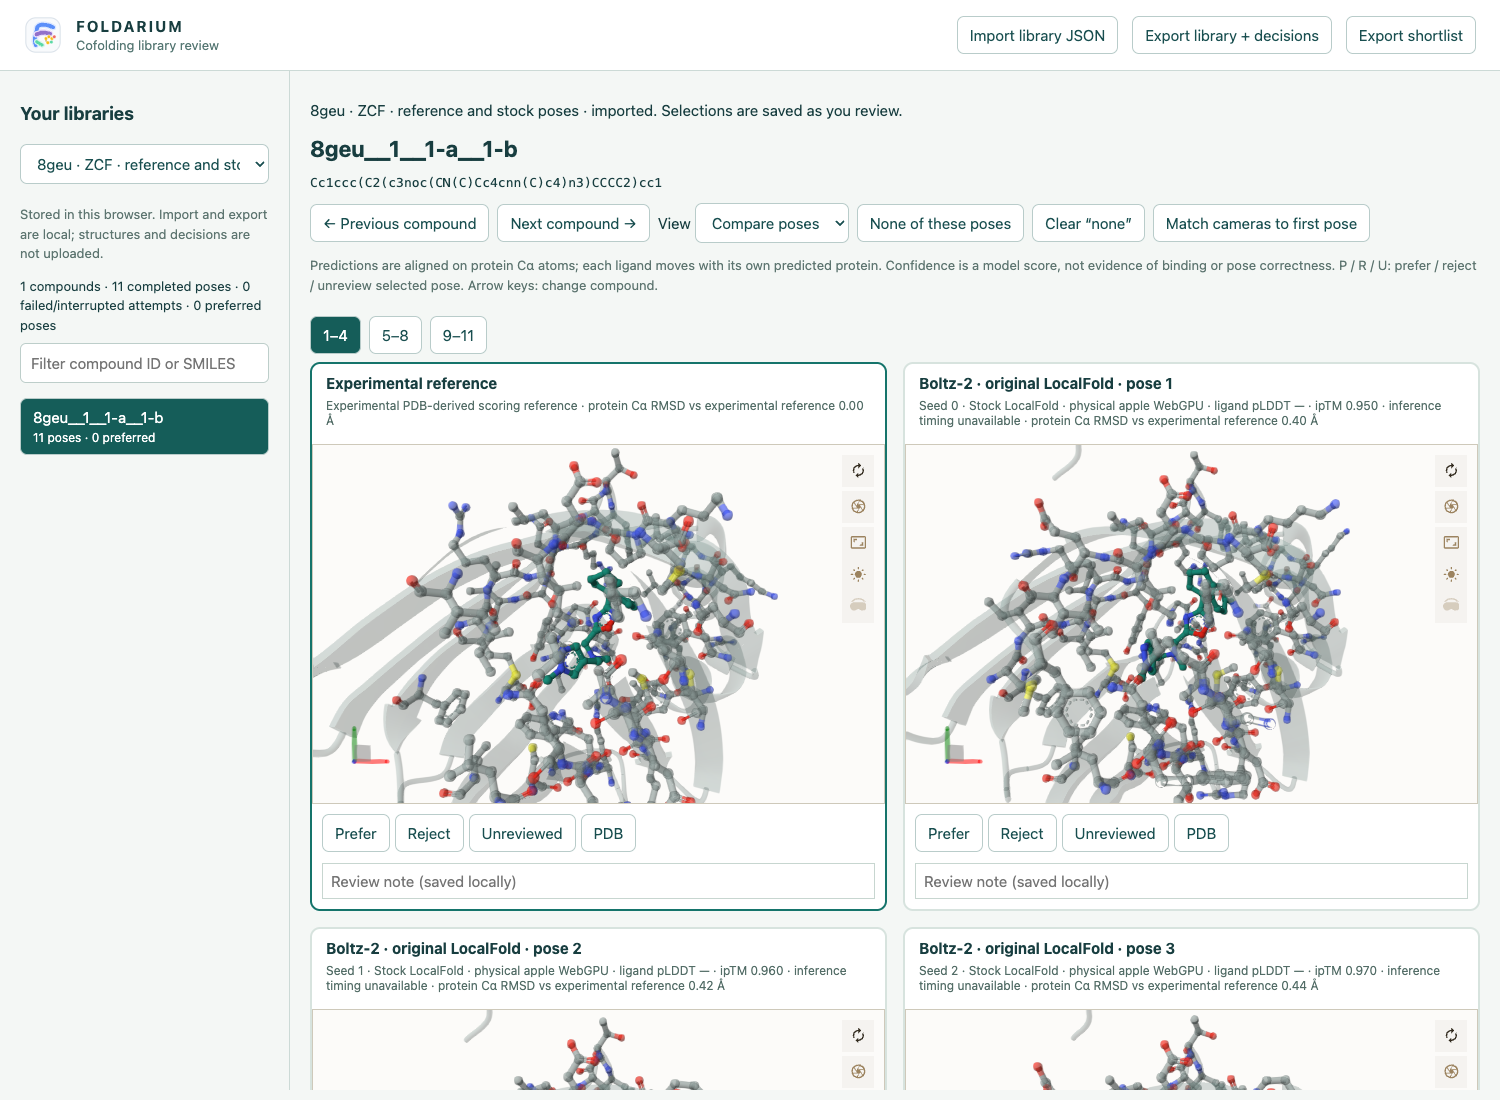 FOLDARIUM
Cofolding library review
Import library JSON
Export library + decisions
Export shortlist
Your libraries
8geu · ZCF · reference and sto
Stored in this browser. Import and export
are local; structures and decisions are
not uploaded.
1 compounds · 11 completed poses · 0
failed/interrupted attempts · 0 preferred
poses
Filter compound ID or SMILES
8geu__1__1-a__1-b
11 poses · 0 preferred
8geu · ZCF · reference and stock poses · imported. Selections are saved as you review.
8geu__1__1-a__1-b
Cc1ccc(C2(c3noc(CN(C)Cc4cnn(C)c4)n3)CCCC2)cc1
← Previous compound
Next compound →
View
Compare poses
None of these poses
Clear “none”
Match cameras to first pose
Predictions are aligned on protein Cα atoms; each ligand moves with its own predicted protein. Confidence is a model score, not evidence of binding or pose correctness. P / R / U: prefer / reject
/ unreview selected pose. Arrow keys: change compound.
1–4
5–8
9–11
Experimental reference
Experimental PDB-derived scoring reference · protein Cα RMSD vs experimental reference 0.00
Å
Prefer
Reject
Unreviewed
PDB
Review note (saved locally)
Boltz-2 · original LocalFold · pose 1
Seed 0 · Stock LocalFold · physical apple WebGPU · ligand pLDDT — · ipTM 0.950 · inference
timing unavailable · protein Cα RMSD vs experimental reference 0.40 Å
Prefer
Reject
Unreviewed
PDB
Review note (saved locally)
Boltz-2 · original LocalFold · pose 2
Seed 1 · Stock LocalFold · physical apple WebGPU · ligand pLDDT — · ipTM 0.960 · inference
timing unavailable · protein Cα RMSD vs experimental reference 0.42 Å
Boltz-2 · original LocalFold · pose 3
Seed 2 · Stock LocalFold · physical apple WebGPU · ligand pLDDT — · ipTM 0.970 · inference
timing unavailable · protein Cα RMSD vs experimental reference 0.44 Å